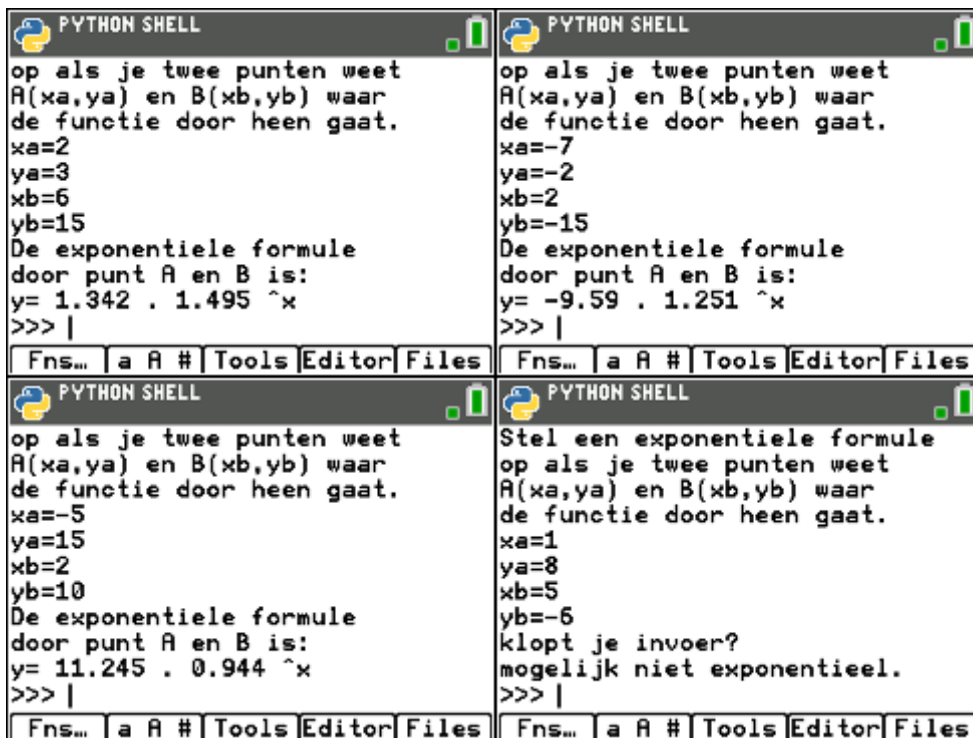 PYTHON SHELL
op als je twee punten weet
A(xa,ya) en B(xb,yb) waar
de functie door heen gaat.
xa=2
ya=3
xb=6
yb=15
De exponentiele formule
door punt A en B is:
y= 1.342 . 1.495 ^x
>>> |
Fns… a A # Tools Editor Files
PYTHON SHELL
op als je twee punten weet
A(xa,ya) en B(xb,yb) waar
de functie door heen gaat.
xa=-7
ya=-2
xb=2
yb=-15
De exponentiele formule
door punt A en B is:
y= -9.59 . 1.251 ^x
>>> |
Fns… a A # Tools Editor Files
PYTHON SHELL
op als je twee punten weet
A(xa,ya) en B(xb,yb) waar
de functie door heen gaat.
xa=-5
ya=15
xb=2
yb=10
De exponentiele formule
door punt A en B is:
y= 11.245 . 0.944 ^x
>>> |
Fns… a A # Tools Editor Files
PYTHON SHELL
Stel een exponentiele formule
op als je twee punten weet
A(xa,ya) en B(xb,yb) waar
de functie door heen gaat.
xa=1
ya=8
xb=5
yb=-6
klopt je invoer?
mogelijk niet exponentieel.
>>> |
Fns… a A # Tools Editor Files